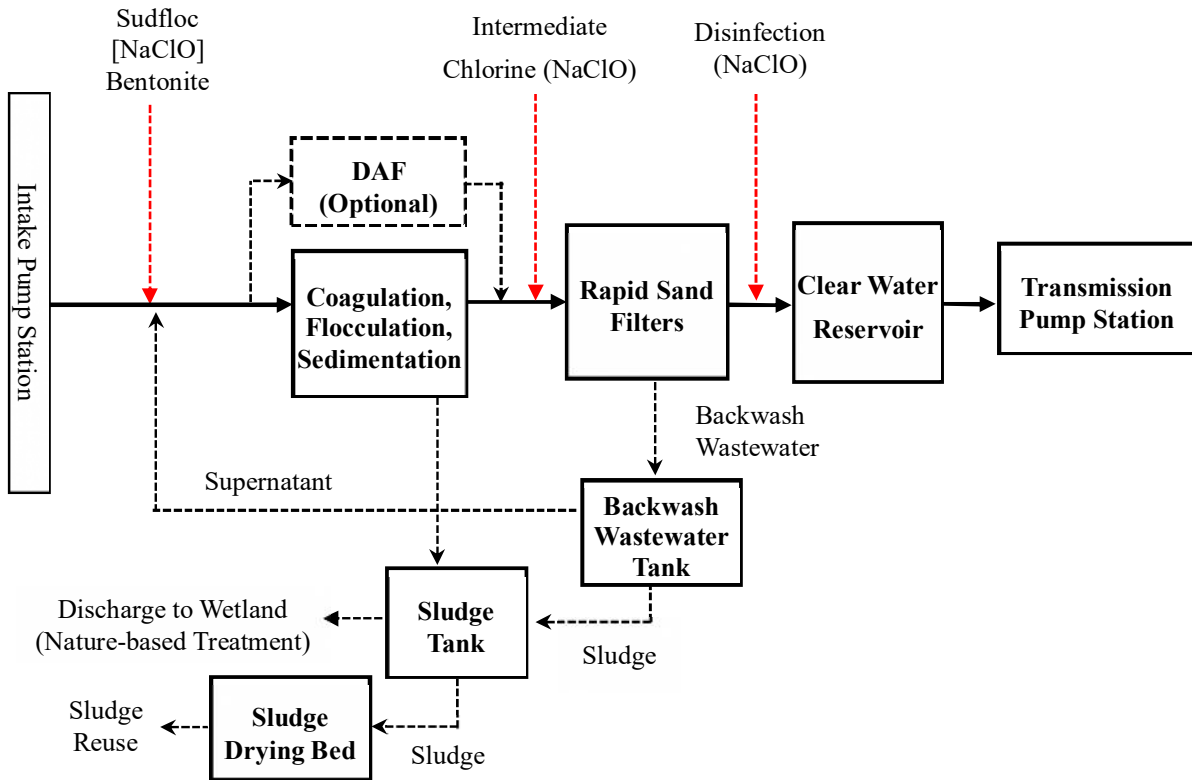 Sudfloc
[NaClO]
Bentonite
Intermediate
Chlorine (NaClO)
Disinfection
(NaClO)
Intake Pump Station
DAF
(Optional)
Coagulation,
Flocculation,
Sedimentation
Rapid Sand
Filters
Clear Water
Reservoir
Transmission
Pump Station
Backwash
Wastewater
Supernatant
Backwash
Wastewater
Tank
Discharge to Wetland
(Nature-based Treatment)
Sludge
Tank
Sludge
Sludge
Reuse
Sludge
Drying Bed
Sludge